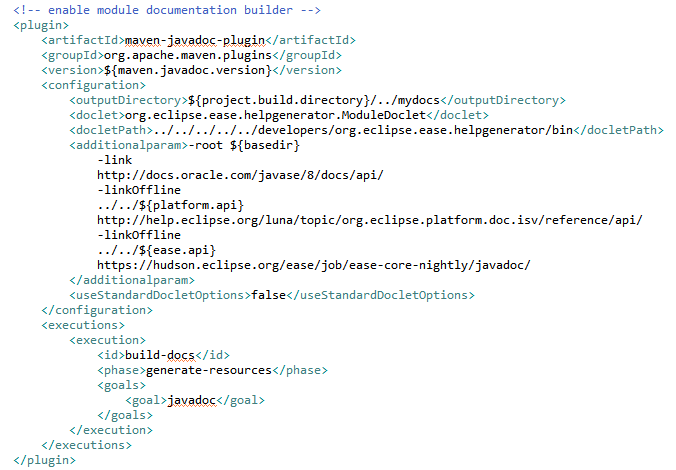 <!-- enable module documentation builder -->
<plugin>
<artifactId>maven-javadoc-plugin</artifactId>
<groupId>org.apache.maven.plugins</groupId>
<version>${maven.javadoc.version}</version>
<configuration>
<outputDirectory>${project.build.directory}/../mydocs</outputDirectory>
<doclet>org.eclipse.ease.helpgenerator.ModuleDoclet</doclet>
<docletPath>../../../../../developers/org.eclipse.ease.helpgenerator/bin</docletPath>
<additionalparam>-root ${basedir}
-link
http://docs.oracle.com/javase/8/docs/api/
-linkOffline
../../${platform.api}
http://help.eclipse.org/luna/topic/org.eclipse.platform.doc.isv/reference/api/
-linkOffline
../../${ease.api}
https://hudson.eclipse.org/ease/job/ease-core-nightly/javadoc/
</additionalparam>
<useStandardDocletOptions>false</useStandardDocletOptions>
</configuration>
<executions>
<execution>
<id>build-docs</id>
<phase>generate-resources</phase>
<goals>
<goal>javadoc</goal>
</goals>
</execution>
</executions>
</plugin>